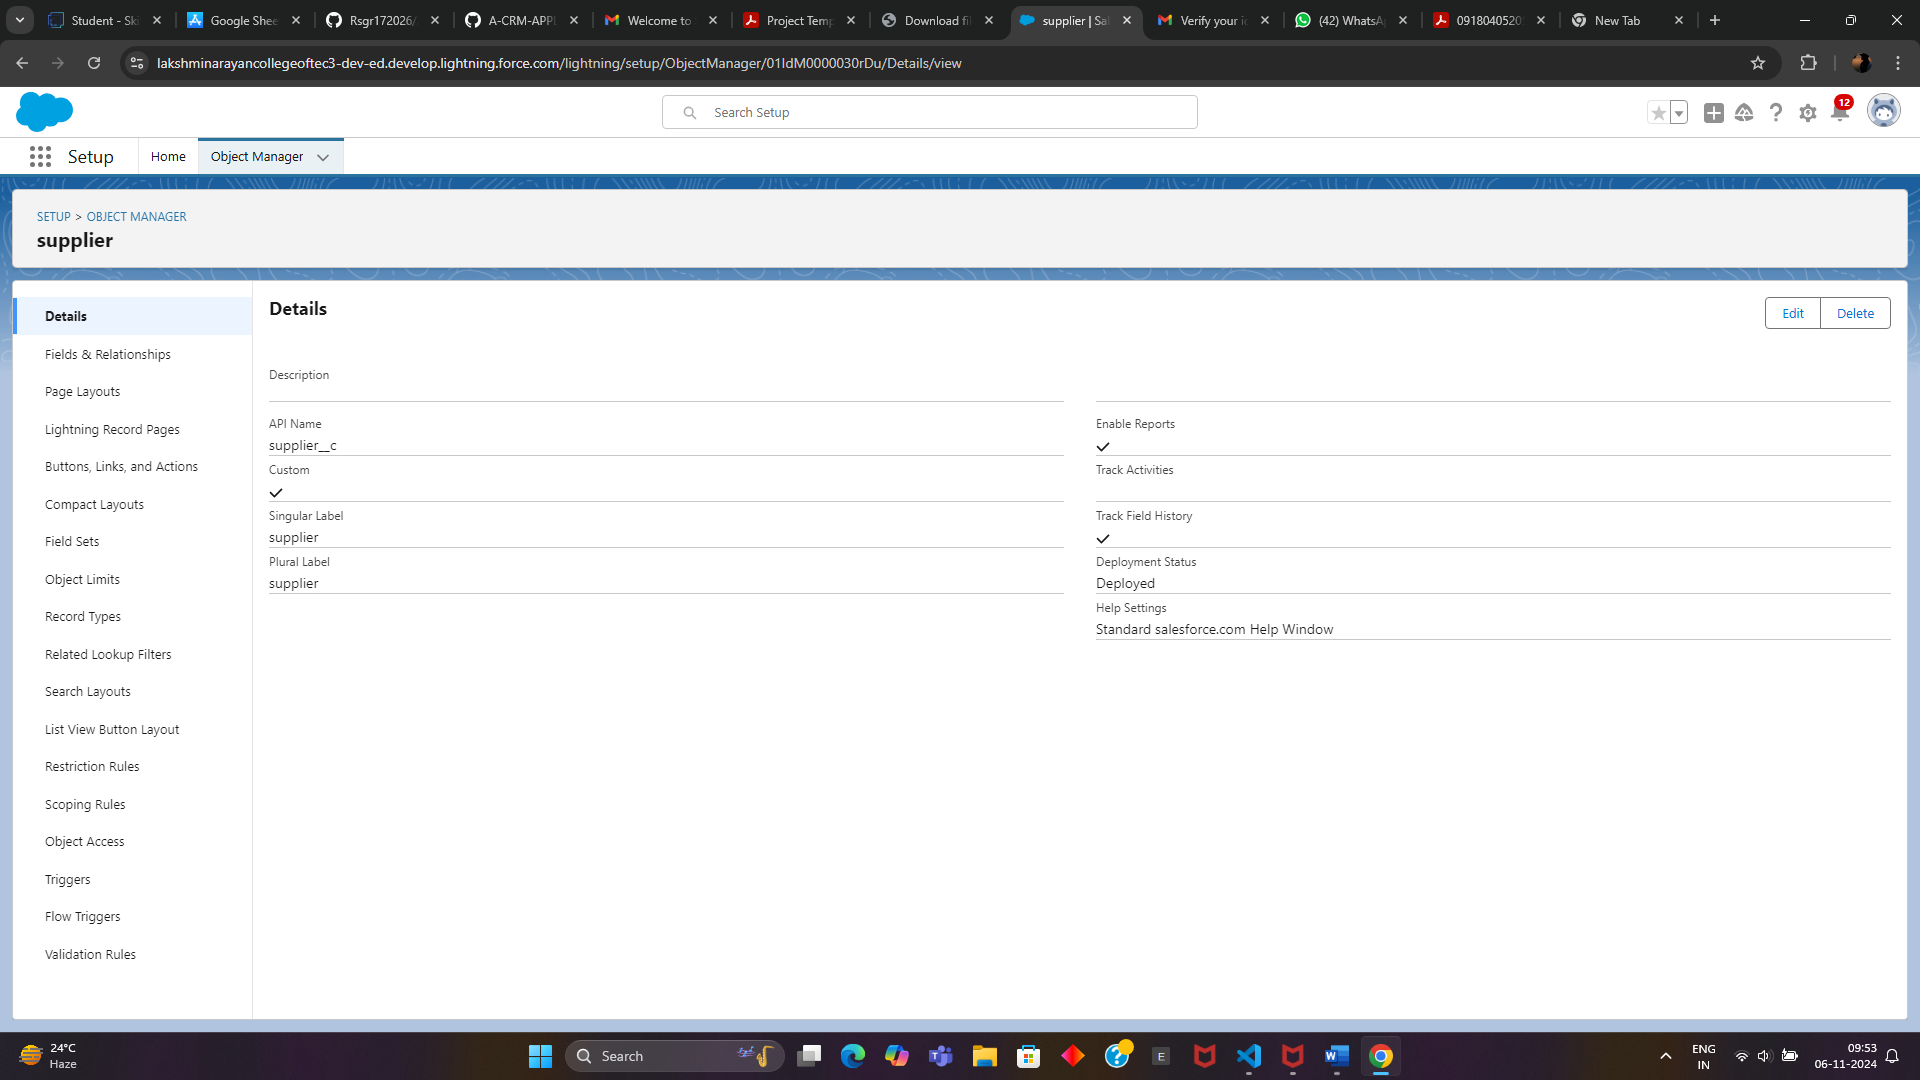 Student - Ski
Google Shee
Rsgr172026/
A-CRM-APPL
Welcome to
Project Temp
Download fil
supplier | Sal
Verify your i
(42) WhatsA
0918040520
New Tab
lakshminarayancollegeoftec3-dev-ed.develop.lightning.force.com/lightning/setup/ObjectManager/01IdM0000030rDu/Details/view
Search Setup
12
Setup
Home
Object Manager
SETUP > OBJECT MANAGER
supplier
Details
Fields & Relationships
Page Layouts
Lightning Record Pages
Buttons, Links, and Actions
Compact Layouts
Field Sets
Object Limits
Record Types
Related Lookup Filters
Search Layouts
List View Button Layout
Restriction Rules
Scoping Rules
Object Access
Triggers
Flow Triggers
Validation Rules
Details
Edit
Delete
Description
API Name
supplier__c
Custom
Singular Label
supplier
Plural Label
supplier
Enable Reports
Track Activities
Track Field History
Deployment Status
Deployed
Help Settings
Standard salesforce.com Help Window
24°C
Haze
Search
E
ENG
IN
09:53
06-11-2024